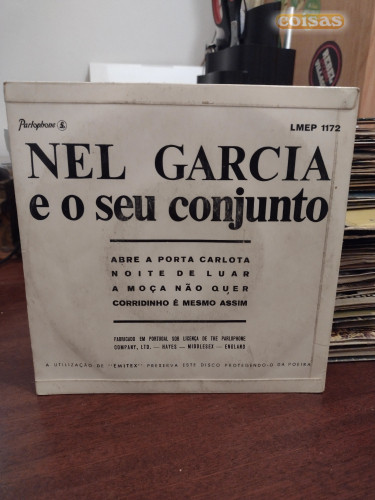 coisas
Parlophone
LMEP 1172
NEL GARCIA
e o seu conjunto
ABRE A PORTA CARLOTA
NOITE DE LUAR
A MOÇA NÃO QUER
CORRIDINHO É MESMO ASSIM
FABRICADO EM PORTUGAL SOB LICENÇA DE THE PARLOPHONE
COMPANY, LTD. — HAYES — MIDDLESEX — ENGLAND
A UTILIZAÇÃO DE "EMITEX" PRESERVA ESTE DISCO PROTEGENDO-O DA POEIRA